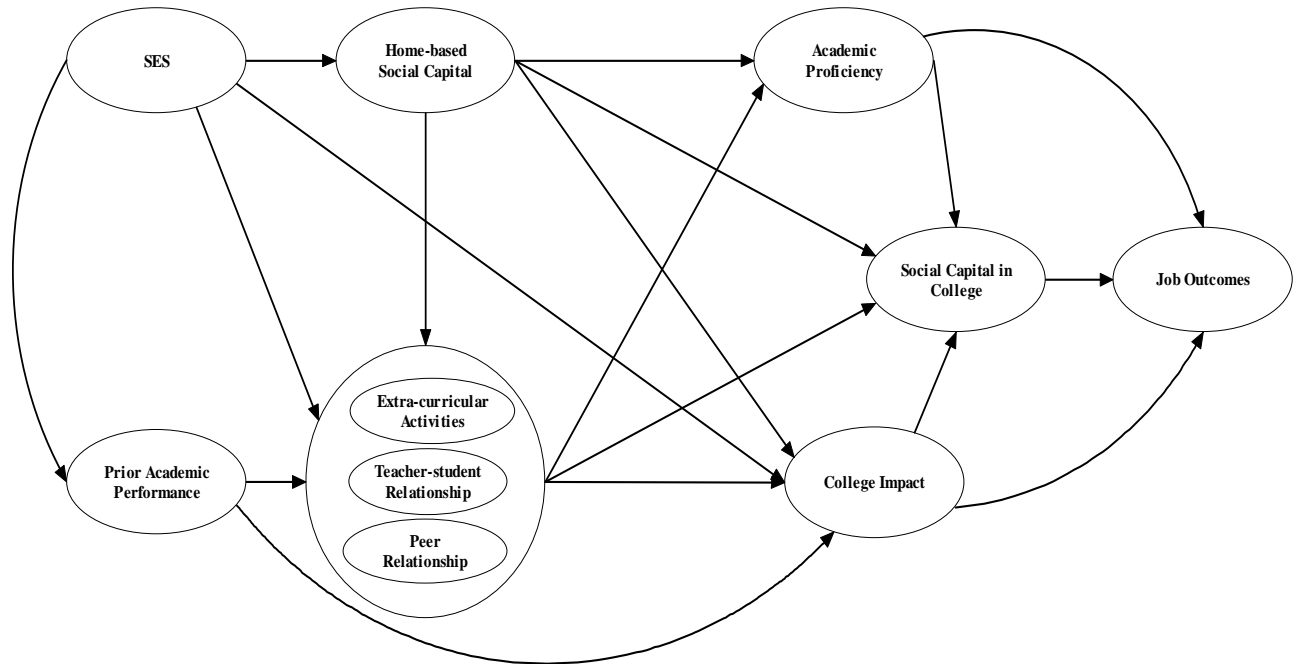 SES
Home-based
Social Capital
Academic
Proficiency
Social Capital in
College
Job Outcomes
Extra-curricular
Activities
Teacher-student
Relationship
Peer
Relationship
Prior Academic
Performance
College Impact